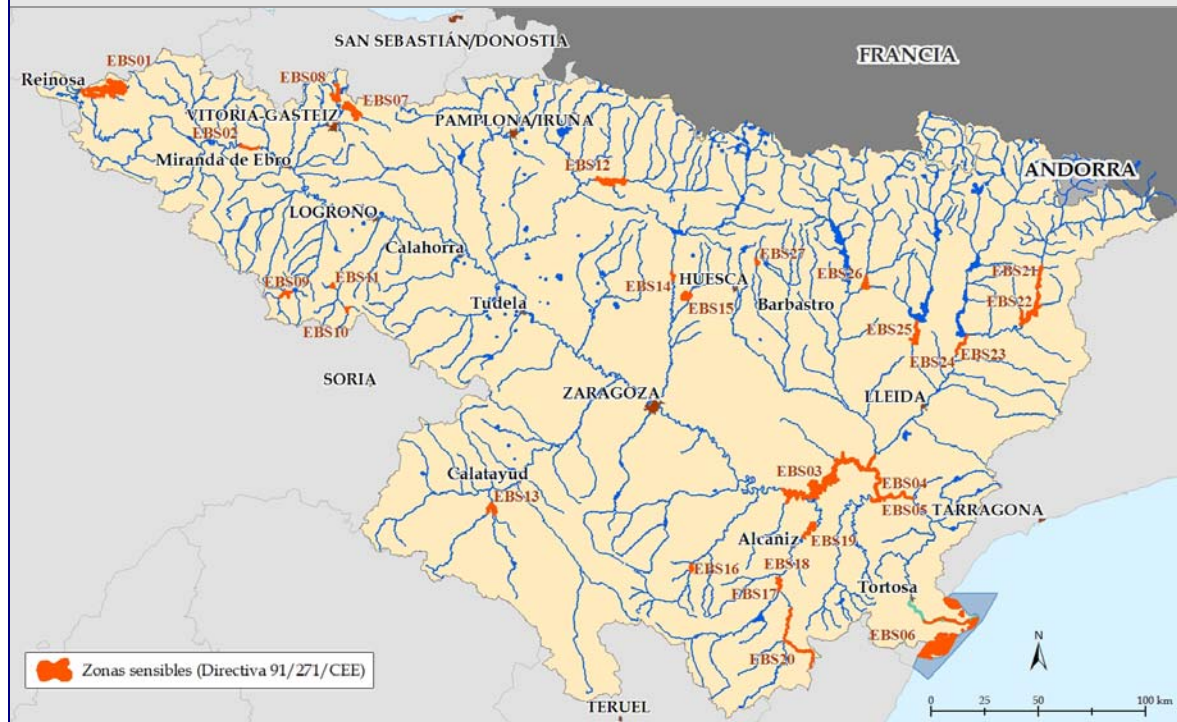 SAN SEBASTIÁN/DONOSTIA
FRANCIA
EBS01
Reinosa
EBS08
EBS07
VITORIA-GASTEIZ
PAMPLONA/IRUÑA
EBS02
Miranda de Ebro
EBS12
ANDORRA
LOGROÑO
Calahorra
EBS27
EBS21
EBS09
EBS11
EBS14
HUESCA
EBS26
EBS22
EBS10
Tudela
EBS15
Barbastro
EBS25
EBS24
EBS23
SORIA
ZARAGOZA
LLEIDA
Calatayud
EBS03
EBS13
EBS04
EBS05
TARRAGONA
Alcañiz
EBS19
EBS16
EBS18
EBS17
Tortosa
EBS06
EBS20
N
Zonas sensibles (Directiva 91/271/CEE)
0 25 50 100 km
TERUEL